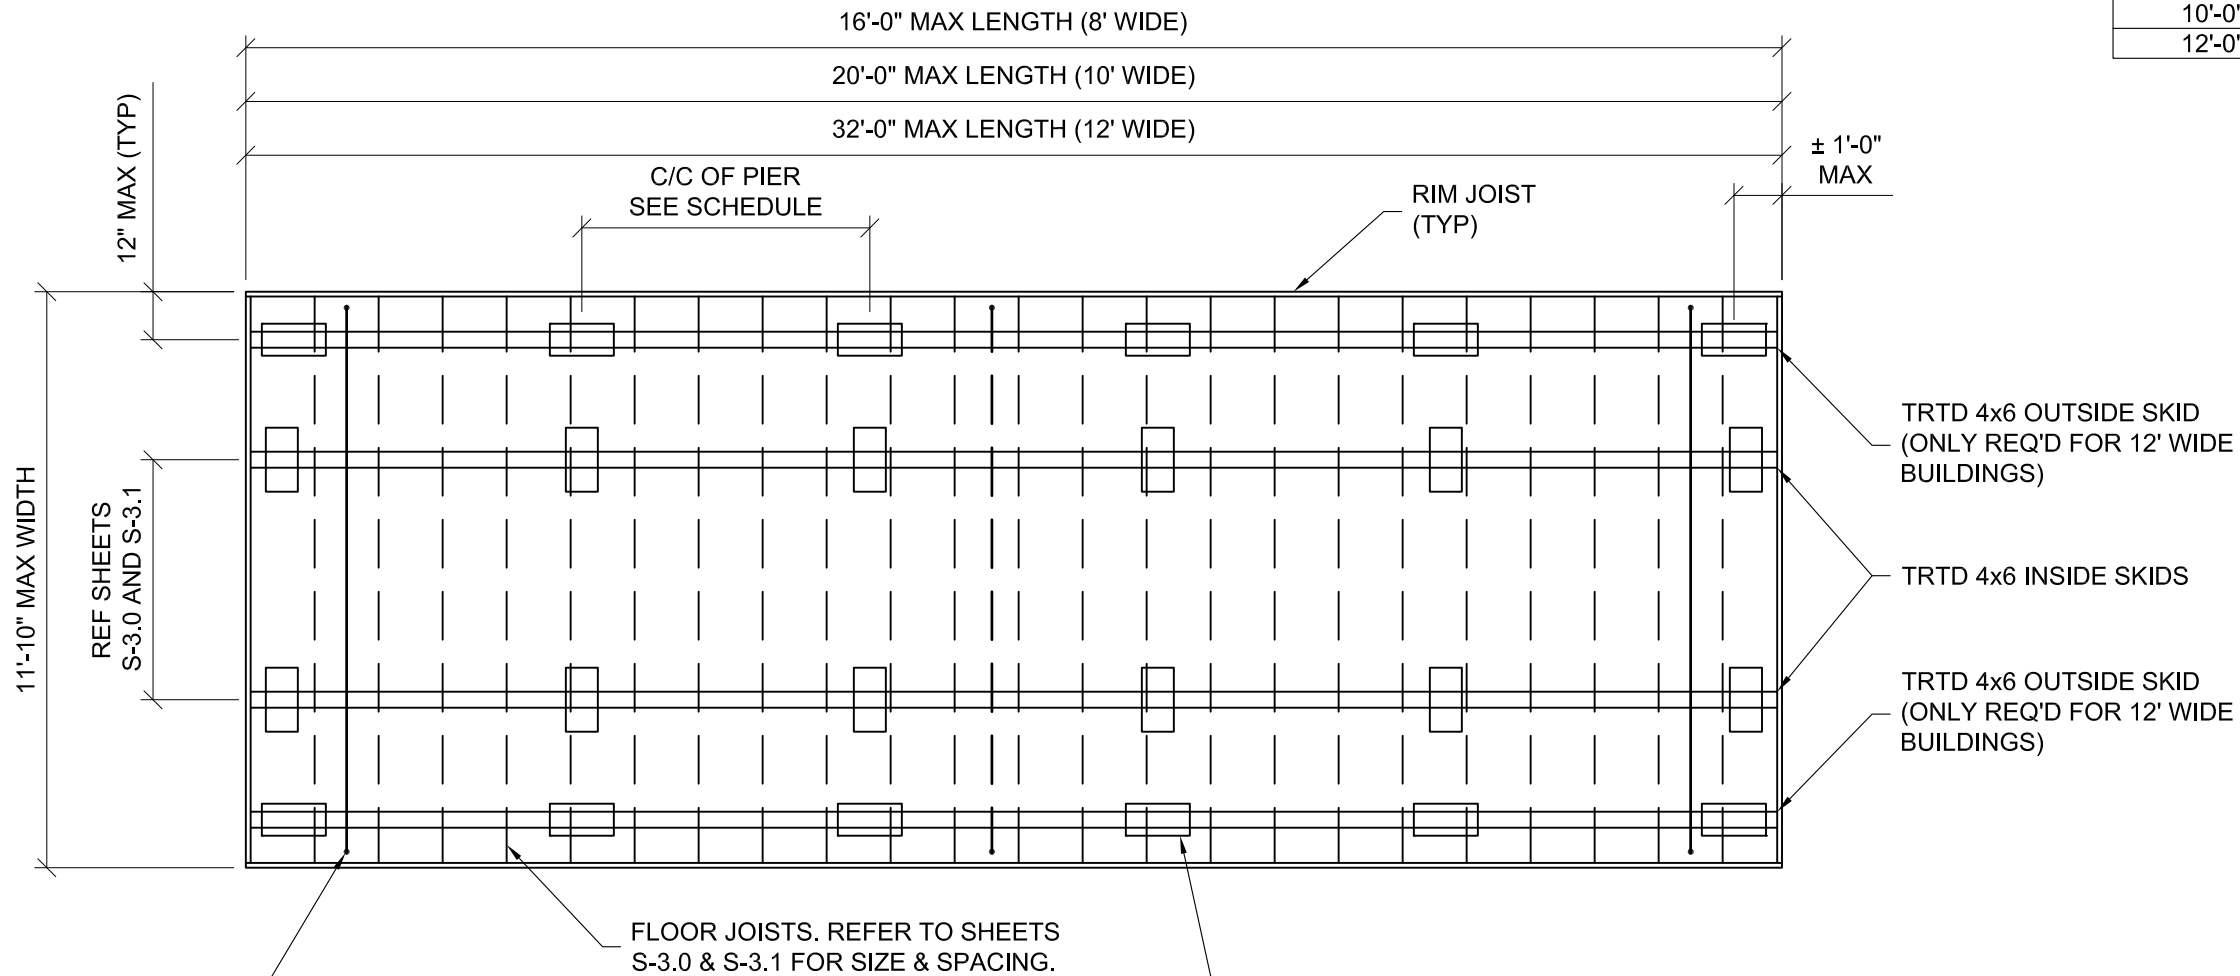 16'-0" MAX LENGTH (8' WIDE)
10'-0"
12'-0"
20'-0" MAX LENGTH (10' WIDE)
32'-0" MAX LENGTH (12' WIDE)
12" MAX (TYP)
± 1'-0"
MAX
C/C OF PIER
SEE SCHEDULE
RIM JOIST
(TYP)
11'-10" MAX WIDTH
REF SHEETS
S-3.0 AND S-3.1
TRTD 4x6 OUTSIDE SKID
(ONLY REQ'D FOR 12' WIDE
BUILDINGS)
TRTD 4x6 INSIDE SKIDS
TRTD 4x6 OUTSIDE SKID
(ONLY REQ'D FOR 12' WIDE
BUILDINGS)
FLOOR JOISTS. REFER TO SHEETS
S-3.0 & S-3.1 FOR SIZE & SPACING.